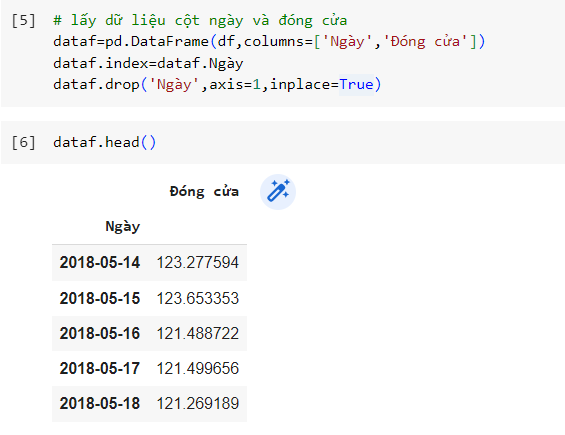 [5] # lấy dữ liệu cột ngày và đóng cửa
dataf=pd.DataFrame(df,columns=['Ngày','Đóng cửa'])
dataf.index=dataf.Ngày
dataf.drop('Ngày',axis=1,inplace=True)
[6] dataf.head()
Đóng cửa
Ngày
2018-05-14 123.277594
2018-05-15 123.653353
2018-05-16 121.488722
2018-05-17 121.499656
2018-05-18 121.269189